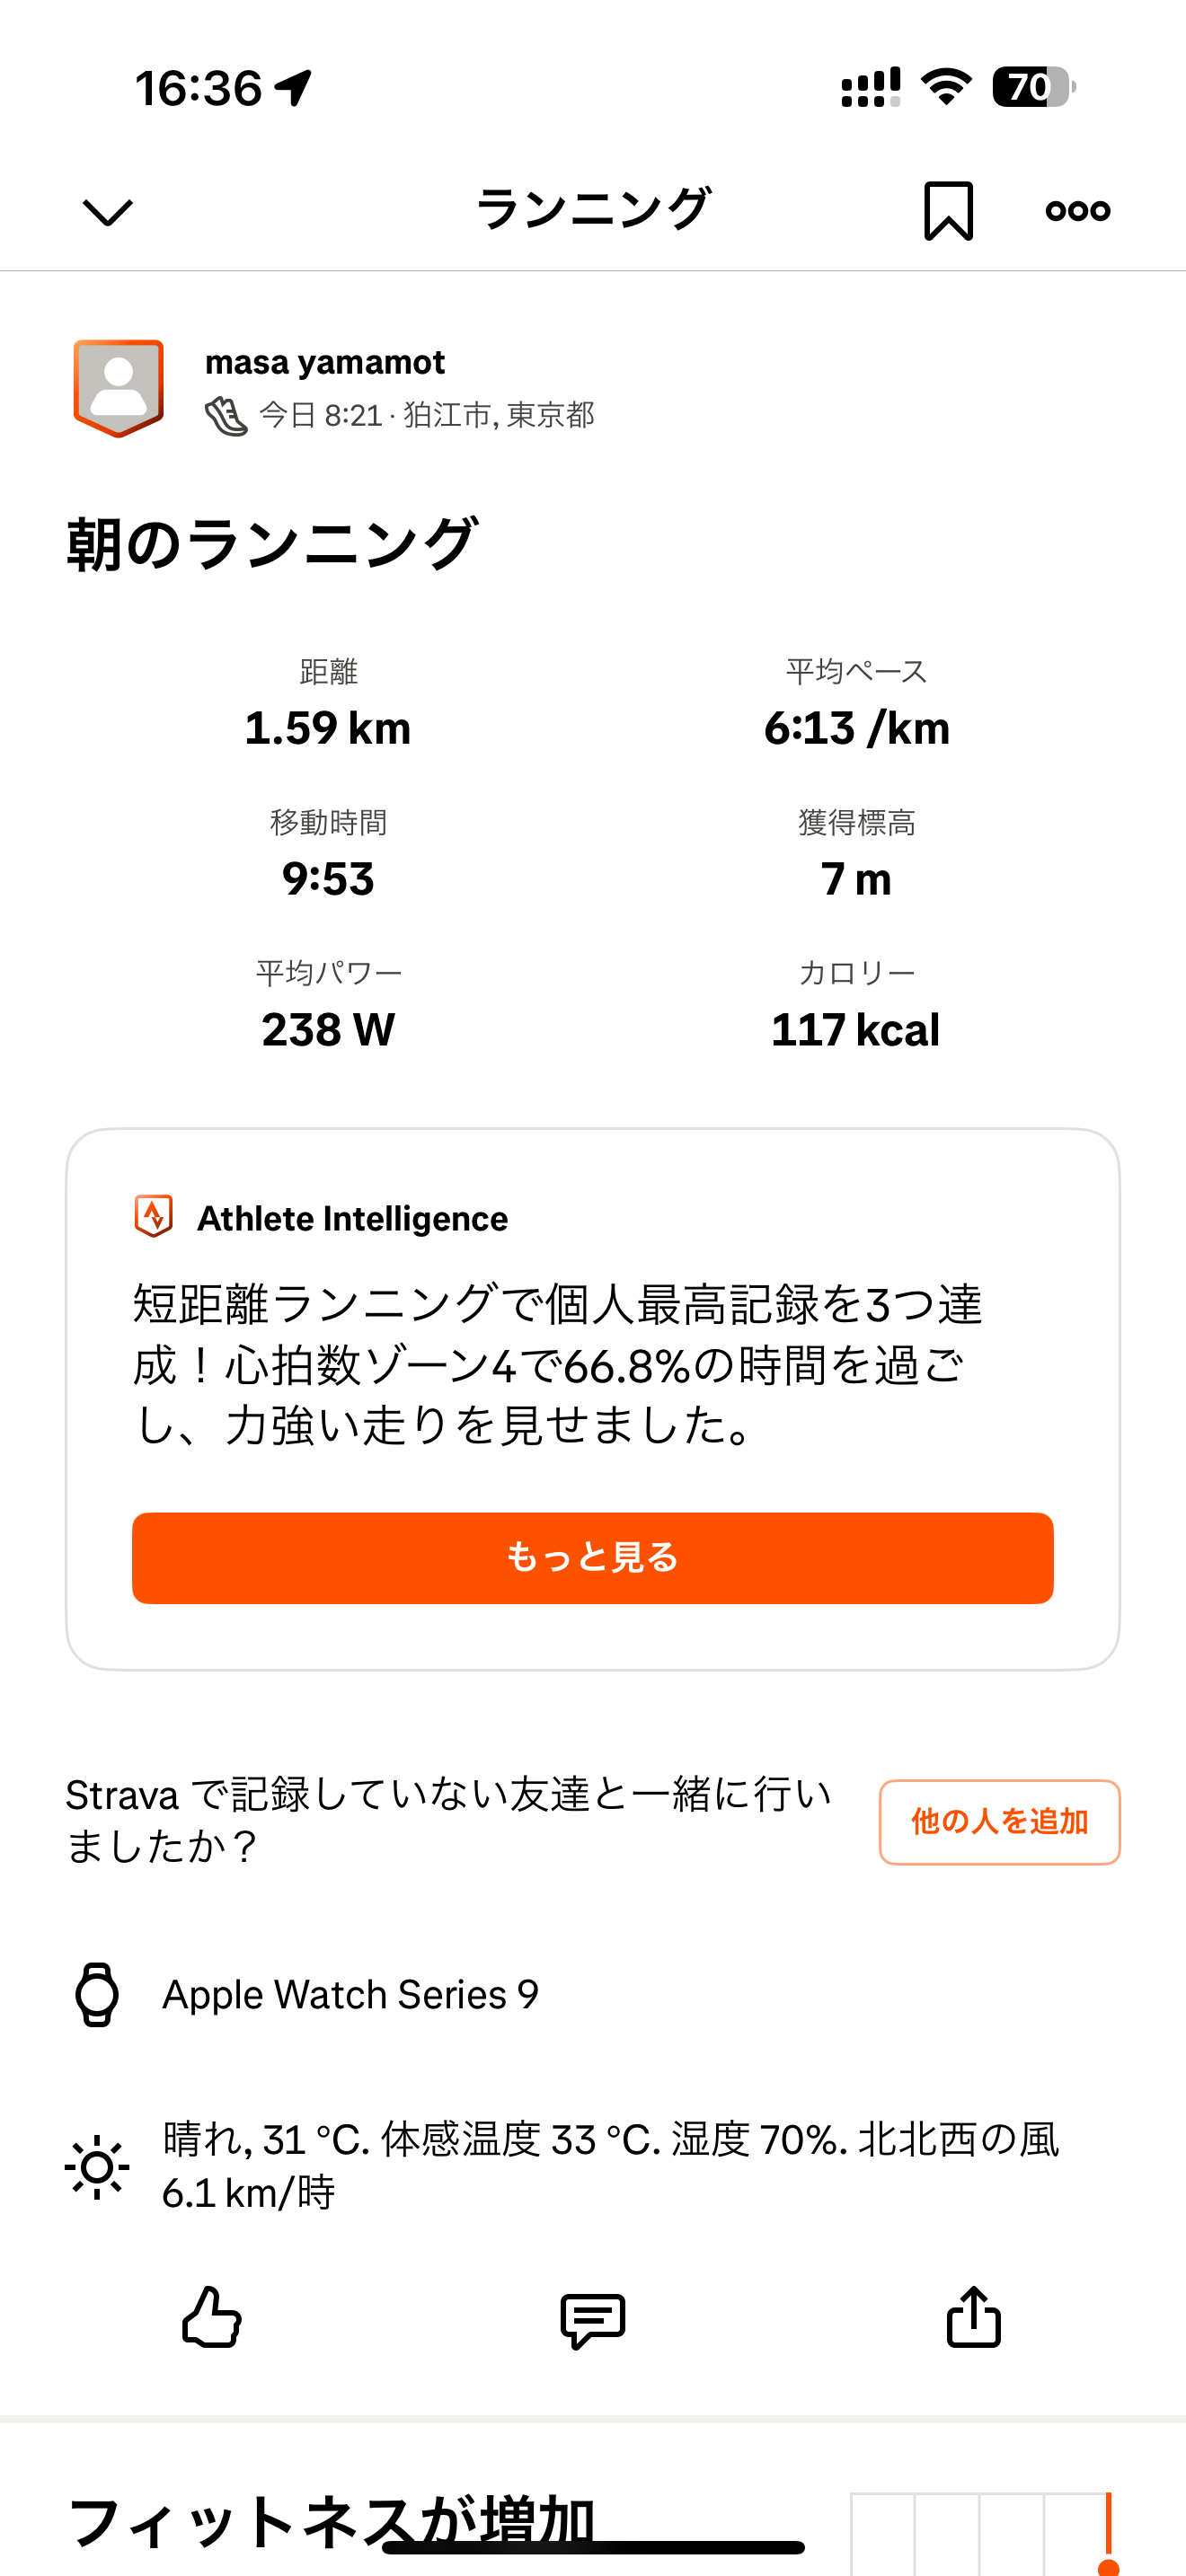 16:36
70
ランニング
masa yamamot
今日 8:21 · 狛江市, 東京都
朝のランニング
距離
平均ペース
1.59 km
6:13 /km
移動時間
獲得標高
9:53
7 m
平均パワー
カロリー
238 W
117 kcal
Athlete Intelligence
短距離ランニングで個人最高記録を3つ達
成！心拍数ゾーン4で66.8%の時間を過ご
し、力強い走りを見せました。
もっと見る
Strava で記録していない友達と一緒に行い
ましたか？
他の人を追加
Apple Watch Series 9
晴れ, 31 °C. 体感温度 33 °C. 湿度 70%. 北北西の風
6.1 km/時
フィットネスが増加